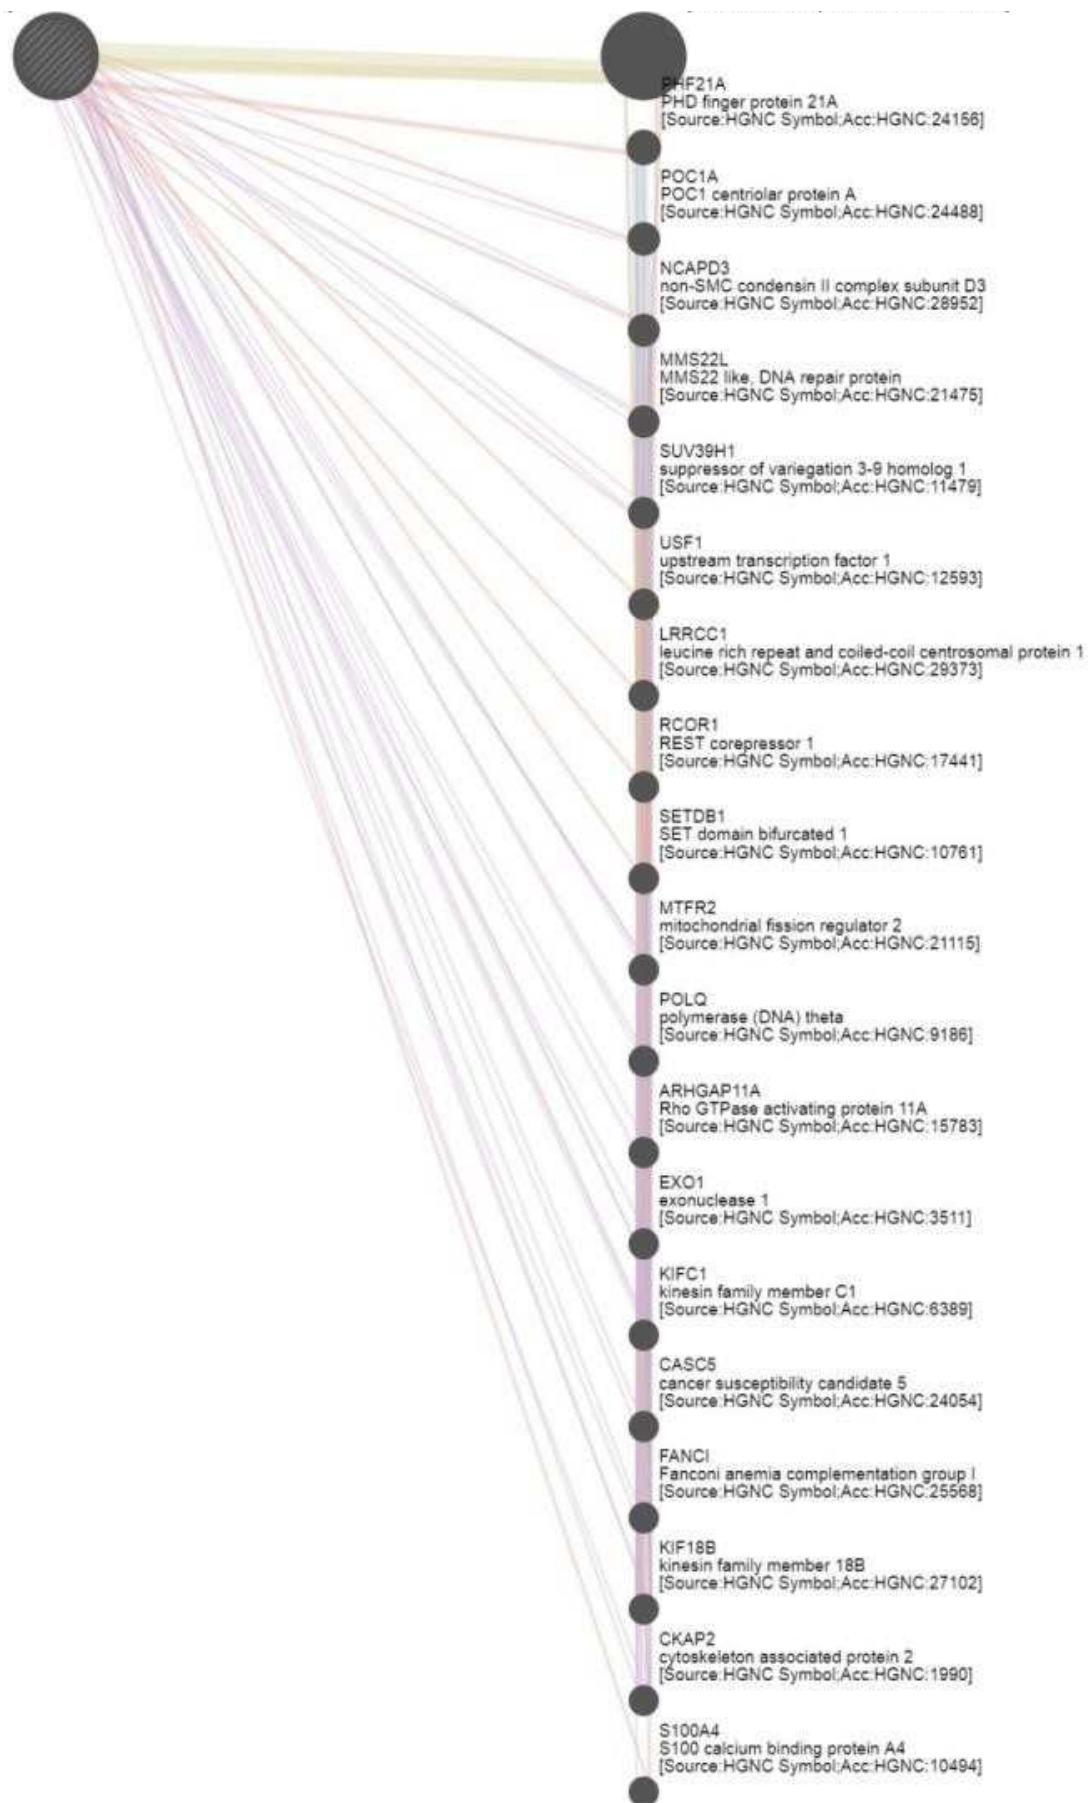 PHF21A
PHD finger protein 21A
[Source:HGNC Symbol;Acc:HGNC:24156]
POC1A
POC1 centriolar protein A
[Source:HGNC Symbol;Acc:HGNC:24488]
NCAPD3
non-SMC condensin II complex subunit D3
[Source:HGNC Symbol;Acc:HGNC:28952]
MMS22L
MMS22 like, DNA repair protein
[Source:HGNC Symbol;Acc:HGNC:21475]
SUV39H1
suppressor of variegation 3-9 homolog 1
[Source:HGNC Symbol;Acc:HGNC:11479]
USF1
upstream transcription factor 1
[Source:HGNC Symbol;Acc:HGNC:12593]
LRRCC1
leucine rich repeat and coiled-coil centrosomal protein 1
[Source:HGNC Symbol;Acc:HGNC:29373]
RCOR1
REST corepressor 1
[Source:HGNC Symbol;Acc:HGNC:17441]
SETDB1
SET domain bifurcated 1
[Source:HGNC Symbol;Acc:HGNC:10761]
MTFR2
mitochondrial fission regulator 2
[Source:HGNC Symbol;Acc:HGNC:21115]
POLQ
polymerase (DNA) theta
[Source:HGNC Symbol;Acc:HGNC:9186]
ARHGAP11A
Rho GTPase activating protein 11A
[Source:HGNC Symbol;Acc:HGNC:15783]
EXO1
exonuclease 1
[Source:HGNC Symbol;Acc:HGNC:3511]
KIFC1
kinesin family member C1
[Source:HGNC Symbol;Acc:HGNC:6389]
CASC5
cancer susceptibility candidate 5
[Source:HGNC Symbol;Acc:HGNC:24054]
FANCI
Fanconi anemia complementation group I
[Source:HGNC Symbol;Acc:HGNC:25568]
KIF18B
kinesin family member 18B
[Source:HGNC Symbol;Acc:HGNC:27102]
CKAP2
cytoskeleton associated protein 2
[Source:HGNC Symbol;Acc:HGNC:1990]
S100A4
S100 calcium binding protein A4
[Source:HGNC Symbol;Acc:HGNC:10494]